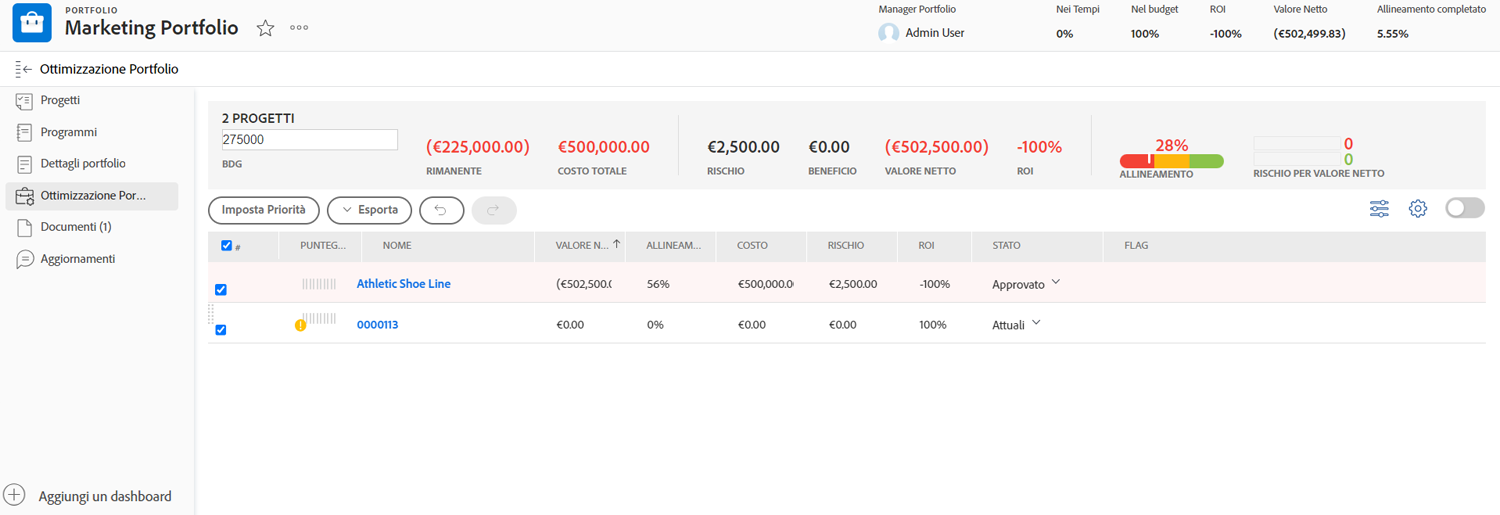 PORTFOLIO
Marketing Portfolio
Manager Portfolio
Admin User
Nei Tempi
0%
Nel budget
100%
ROI
-100%
Valore Netto
(€502,499.83)
Allineamento completato
5.55%
Ottimizzazione Portfolio
Progetti
Programmi
Dettagli portfolio
Ottimizzazione Por...
Documenti (1)
Aggiornamenti
Aggiungi un dashboard
2 PROGETTI
275000
BDG
(€225,000.00)
RIMANENTE
€500,000.00
COSTO TOTALE
€2,500.00
RISCHIO
€0.00
BENEFICIO
(€502,500.00)
VALORE NETTO
-100%
ROI
28%
ALLINEAMENTO
0
0
RISCHIO PER VALORE NETTO
Imposta Priorità
Esporta
# PUNTEG... NOME VALORE N... ALLINEAM... COSTO RISCHIO ROI STATO FLAG
Athletic Shoe Line (€502,500.( 56% €500,000.0 €2,500.00 -100% Approvato
0000113 €0.00 0% €0.00 €0.00 100% Attuali